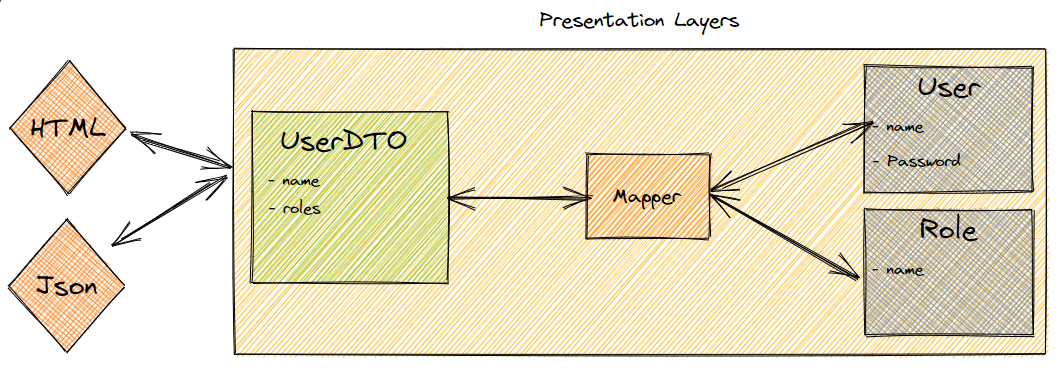 Presentation Layers
HTML
Json
UserDTO
- name
- roles
Mapper
User
- name
- Password
Role
- name